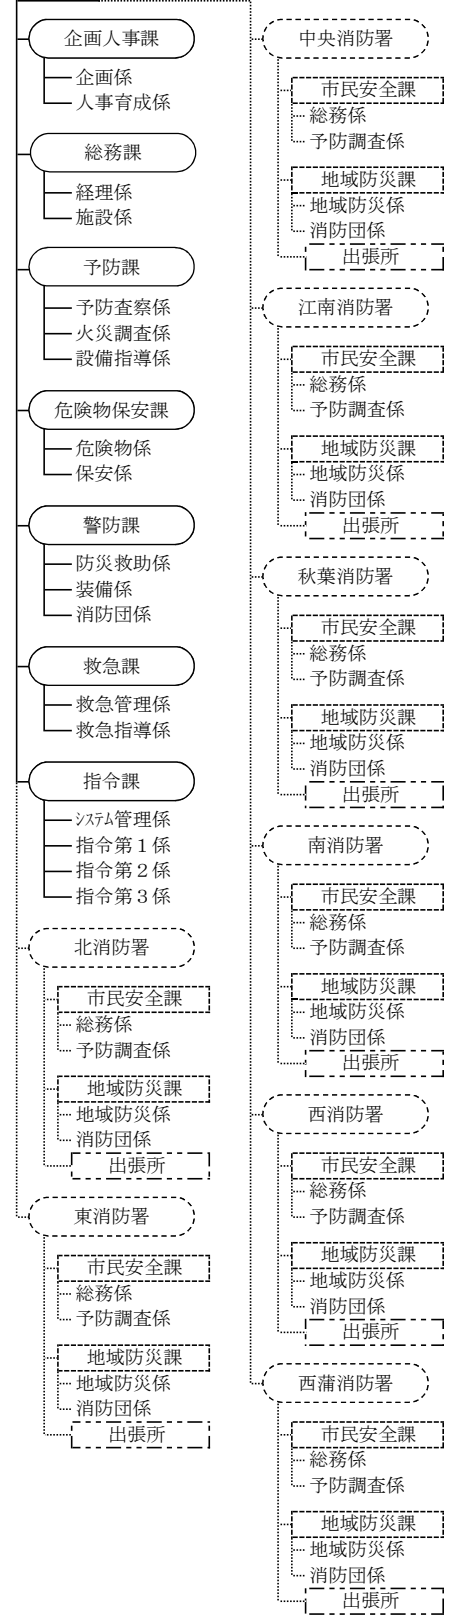 企画人事課
企画係
人事育成係
総務課
経理係
施設係
予防課
予防査察係
火災調査係
設備指導係
危険物保安課
危険物係
保安係
警防課
防災救助係
装備係
消防団係
救急課
救急管理係
救急指導係
指令課
ｼｽﾃﾑ管理係
指令第１係
指令第２係
指令第３係
北消防署
市民安全課
総務係
予防調査係
地域防災課
地域防災係
消防団係
出張所
東消防署
市民安全課
総務係
予防調査係
地域防災課
地域防災係
消防団係
出張所
中央消防署
市民安全課
総務係
予防調査係
地域防災課
地域防災係
消防団係
出張所
江南消防署
市民安全課
総務係
予防調査係
地域防災課
地域防災係
消防団係
出張所
秋葉消防署
市民安全課
総務係
予防調査係
地域防災課
地域防災係
消防団係
出張所
南消防署
市民安全課
総務係
予防調査係
地域防災課
地域防災係
消防団係
出張所
西消防署
市民安全課
総務係
予防調査係
地域防災課
地域防災係
消防団係
出張所
西蒲消防署
市民安全課
総務係
予防調査係
地域防災課
地域防災係
消防団係
出張所